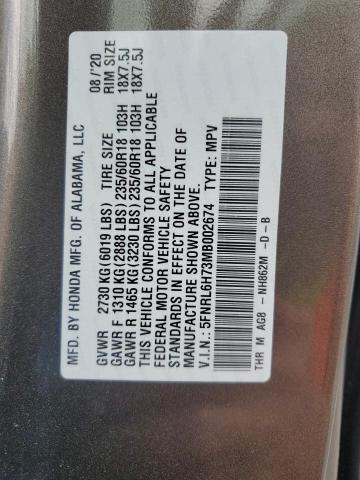 MFD. BY HONDA MFG. OF ALABAMA, LLC 08/'20
GVWR 2730 KG(6019 LBS) TIRE SIZE RIM SIZE
GAWR F 1310 KG(2888 LBS) 235/60R18 103H 18X7.5J
GAWR R 1465 KG(3230 LBS) 235/60R18 103H 18X7.5J
THIS VEHICLE CONFORMS TO ALL APPLICABLE
FEDERAL MOTOR VEHICLE SAFETY
STANDARDS IN EFFECT ON THE DATE OF
MANUFACTURE SHOWN ABOVE.
V.I.N.: 5FNRL6H73MB002674 TYPE: MPV
THR M AG8 - NH862M - D - B